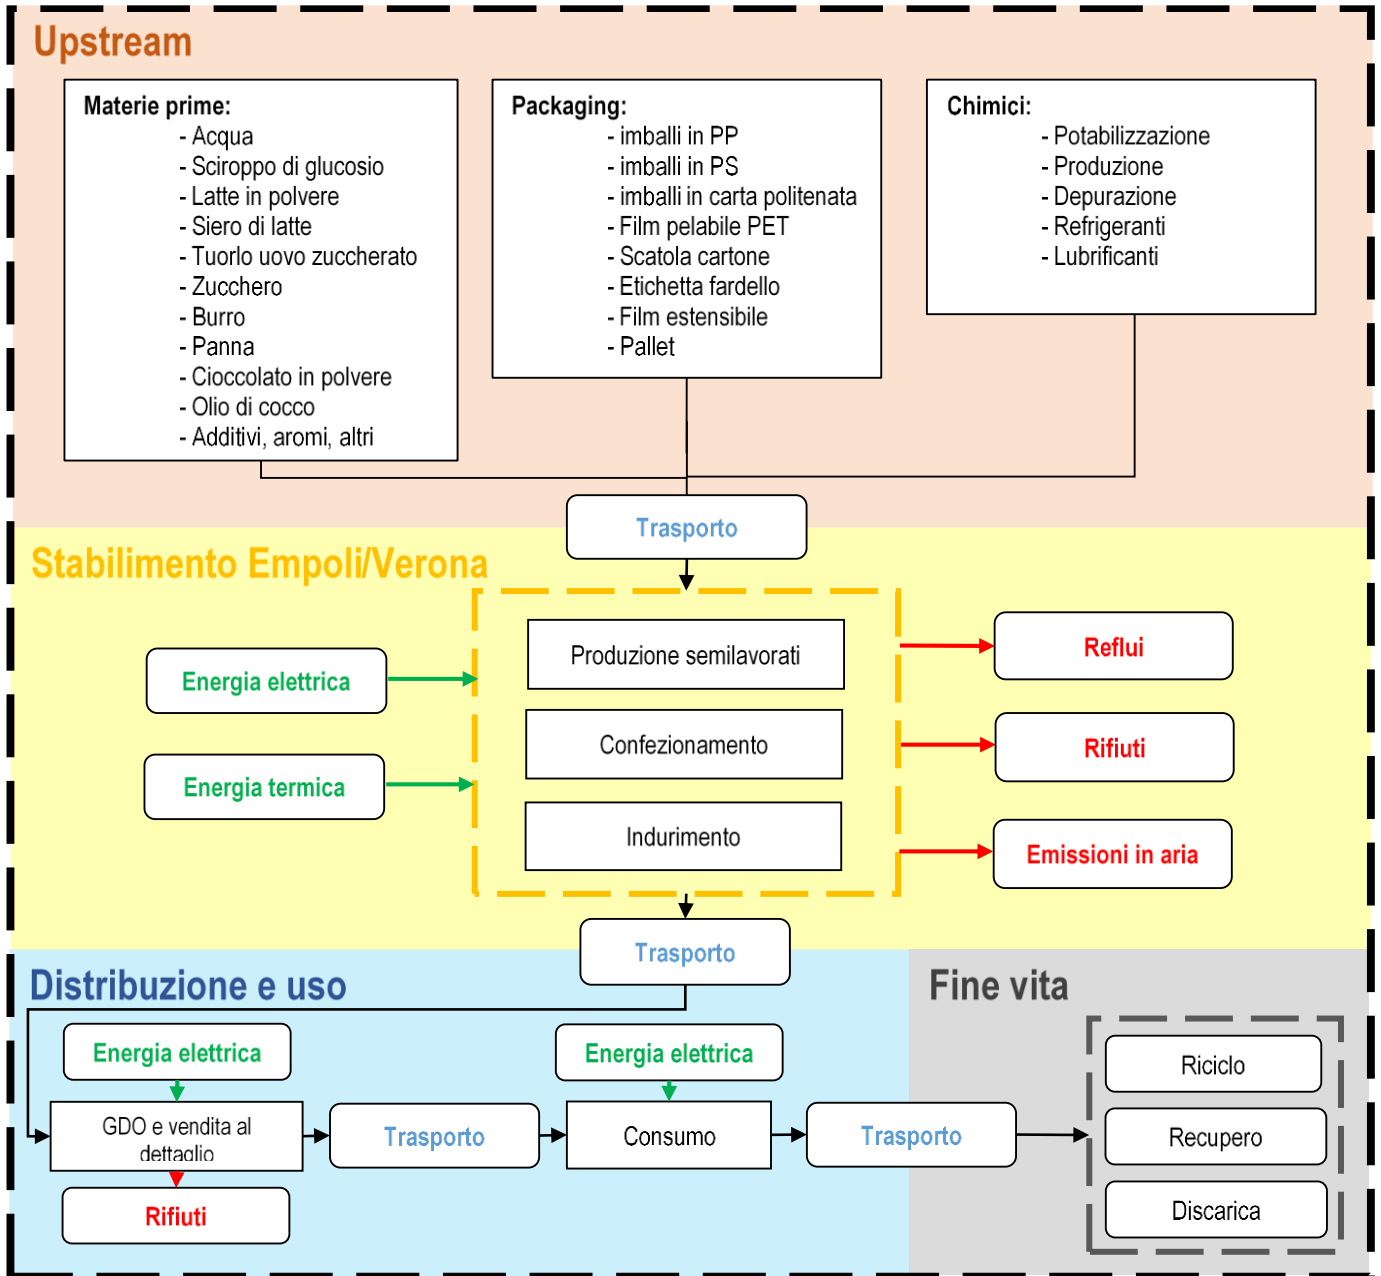 Upstream
Materie prime:
- Acqua
- Sciroppo di glucosio
- Latte in polvere
- Siero di latte
- Tuorlo uovo zuccherato
- Zucchero
- Burro
- Panna
- Cioccolato in polvere
- Olio di cocco
- Additivi, aromi, altri
Packaging:
- imballi in PP
- imballi in PS
- imballi in carta politenata
- Film pelabile PET
- Scatola cartone
- Etichetta fardello
- Film estensibile
- Pallet
Chimici:
- Potabilizzazione
- Produzione
- Depurazione
- Refrigeranti
- Lubrificanti
Trasporto
Stabilimento Empoli/Verona
Energia elettrica
Energia termica
Produzione semilavorati
Confezionamento
Indurimento
Reflui
Rifiuti
Emissioni in aria
Trasporto
Distribuzione e uso
Energia elettrica
GDO e vendita al
dettaglio
Rifiuti
Trasporto
Energia elettrica
Consumo
Trasporto
Fine vita
Riciclo
Recupero
Discarica